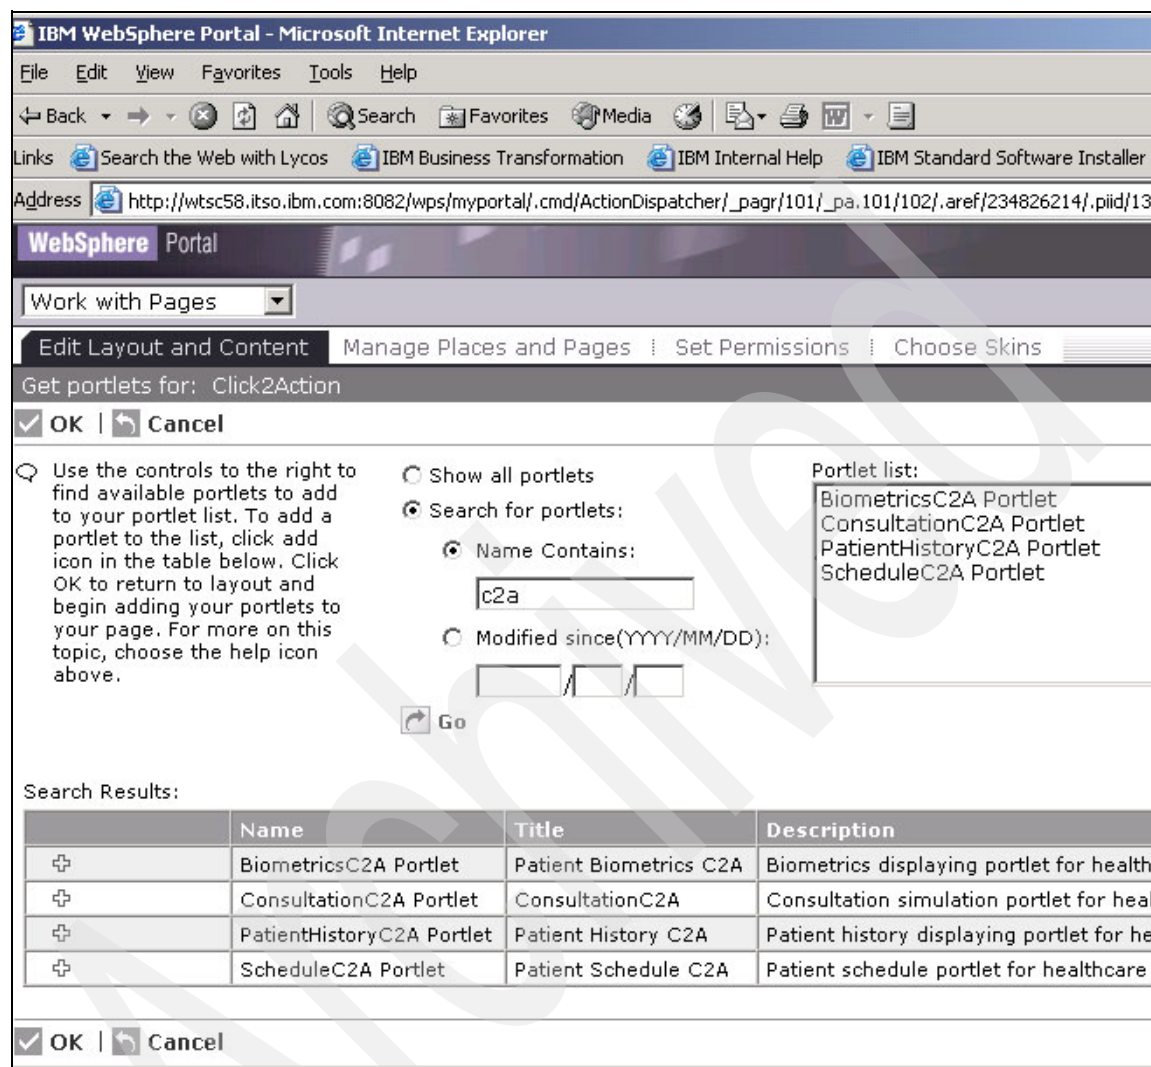 IBM WebSphere Portal - Microsoft Internet Explorer
File Edit View Favorites Tools Help
Back Search Favorites Media
Links Search the Web with Lycos IBM Business Transformation IBM Internal Help IBM Standard Software Installer
Address http://wtsc58.itso.ibm.com:8082/wps/myportal/.cmd/ActionDispatcher/_pagr/101/_pa.101/102/.aref/234826214/.piid/13
WebSphere Portal
Work with Pages
Edit Layout and Content Manage Places and Pages Set Permissions Choose Skins
Get portlets for: Click2Action
OK | Cancel
Use the controls to the right to
find available portlets to add
to your portlet list. To add a
portlet to the list, click add
icon in the table below. Click
OK to return to layout and
begin adding your portlets to
your page. For more on this
topic, choose the help icon
above.
Show all portlets
Search for portlets:
Name Contains:
c2a
Modified since(YYYY/MM/DD):
/ /
Go
Portlet list:
BiometricsC2A Portlet
ConsultationC2A Portlet
PatientHistoryC2A Portlet
ScheduleC2A Portlet
Search Results:
Name Title Description
BiometricsC2A Portlet Patient Biometrics C2A Biometrics displaying portlet for health
ConsultationC2A Portlet ConsultationC2A Consultation simulation portlet for heal
PatientHistoryC2A Portlet Patient History C2A Patient history displaying portlet for he
ScheduleC2A Portlet Patient Schedule C2A Patient schedule portlet for healthcare
OK | Cancel
Archived